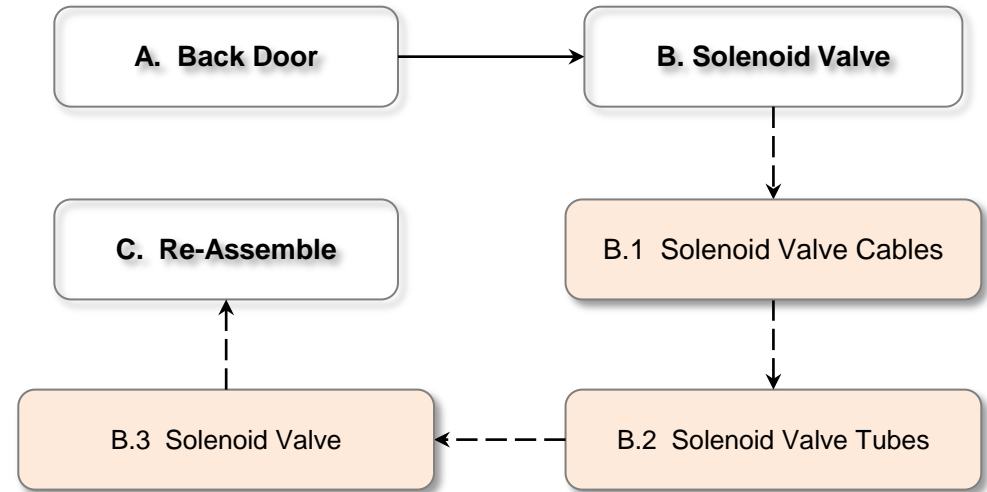 A. Back Door
B. Solenoid Valve
B.1 Solenoid Valve Cables
B.2 Solenoid Valve Tubes
B.3 Solenoid Valve
C. Re-Assemble